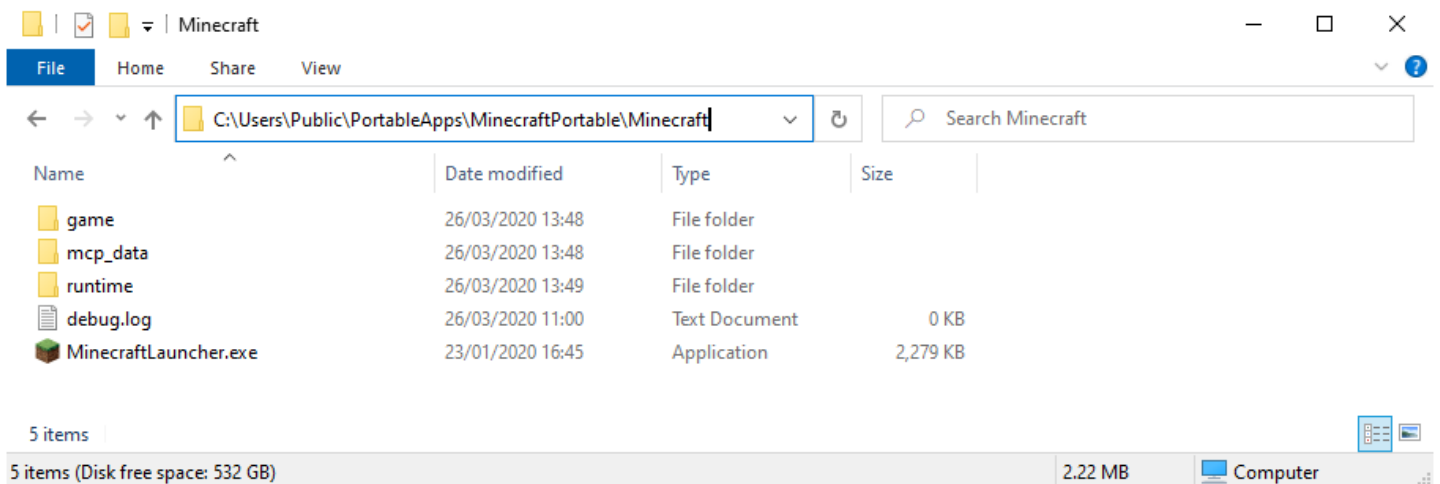 Minecraft
File Home Share View
C:\Users\Public\PortableApps\MinecraftPortable\Minecraft Search Minecraft
Name Date modified Type Size
game 26/03/2020 13:48 File folder
mcp_data 26/03/2020 13:48 File folder
runtime 26/03/2020 13:49 File folder
debug.log 26/03/2020 11:00 Text Document 0 KB
MinecraftLauncher.exe 23/01/2020 16:45 Application 2,279 KB
5 items
5 items (Disk free space: 532 GB) 2.22 MB Computer